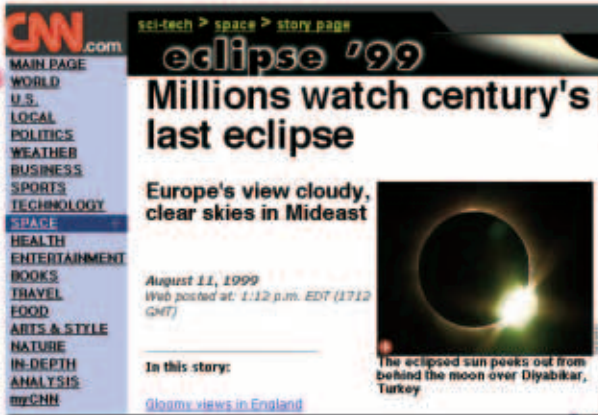 CNN.com
sci-tech > space > story page
eclipse '99
MAIN PAGE
WORLD
U.S.
LOCAL
POLITICS
WEATHER
BUSINESS
SPORTS
TECHNOLOGY
SPACE
HEALTH
ENTERTAINMENT
BOOKS
TRAVEL
FOOD
ARTS & STYLE
NATURE
IN-DEPTH
ANALYSIS
myCNN
Millions watch century's
last eclipse
Europe's view cloudy,
clear skies in Mideast
August 11, 1999
Web posted at: 1:12 p.m. EDT (1712
GMT)
In this story:
Gloomy views in England
The eclipsed sun peeks out from
behind the moon over Diyabikar,
Turkey